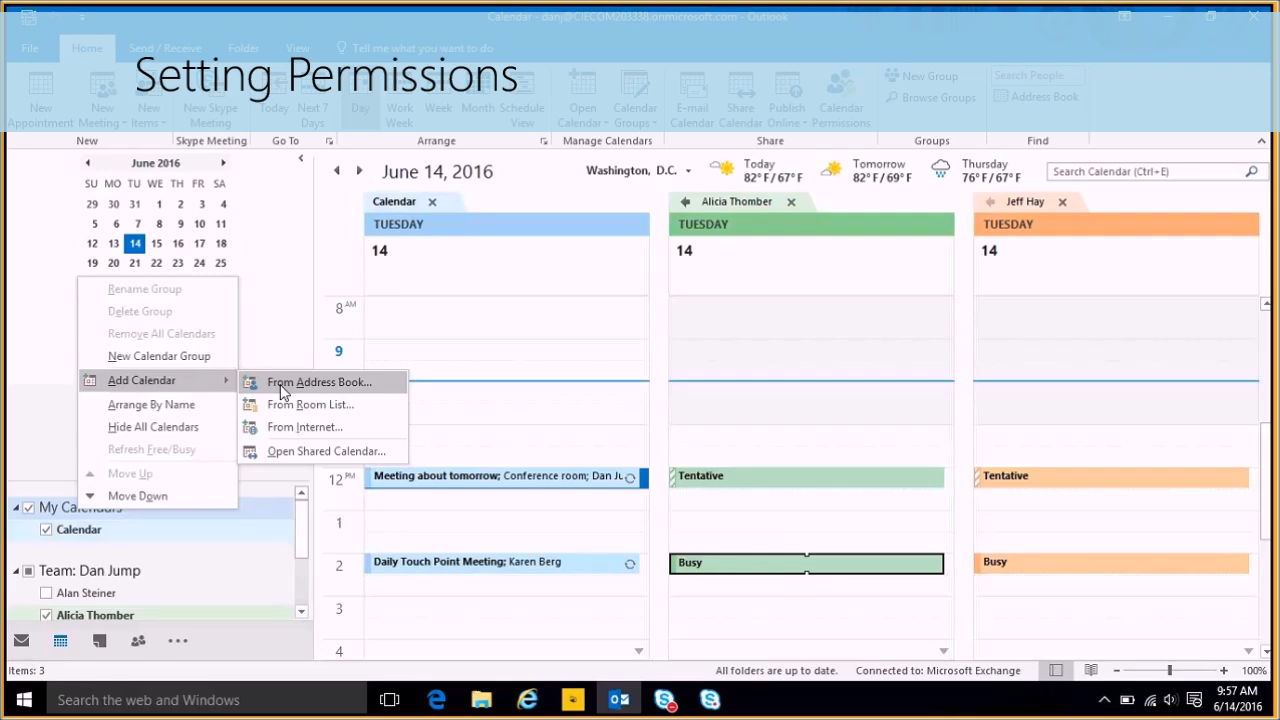 Calendar - danj@CIECOM203338.onmicrosoft.com - Outlook
File Home Send / Receive Folder View Tell me what you want to do
Setting Permissions
New Appointment
New Meeting
New Items
New Skype Meeting
Today
Next 7 Days
Day
Work Week
Week
Month
Schedule View
Open Calendar
Calendar Groups
E-mail Calendar
Share Calendar
Publish Online
Calendar Permissions
New Group
Browse Groups
Search People
Address Book
New Skype Meeting Go To Arrange Manage Calendars Share Groups Find
June 2016
SU MO TU WE TH FR SA
29 30 31 1 2 3 4
5 6 7 8 9 10 11
12 13 14 15 16 17 18
19 20 21 22 23 24 25
Rename Group
Delete Group
Remove All Calendars
New Calendar Group
Add Calendar
Arrange By Name
Hide All Calendars
Refresh Free/Busy
Move Up
Move Down
From Address Book...
From Room List...
From Internet...
Open Shared Calendar...
My Calendars
Calendar
Team: Dan Jump
Alan Steiner
Alicia Thomber
June 14, 2016
Washington, D.C.
Today
82° F / 67° F
Tomorrow
82° F / 69° F
Thursday
76° F / 67° F
Search Calendar (Ctrl+E)
Calendar Alicia Thomber Jeff Hay
TUESDAY TUESDAY TUESDAY
14 14 14
8 AM
9
12 PM Meeting about tomorrow; Conference room; Dan Ju Tentative Tentative
1
2 Daily Touch Point Meeting; Karen Berg Busy Busy
3
4
Items: 3 All folders are up to date. Connected to: Microsoft Exchange 100%
Search the web and Windows
9:57 AM
6/14/2016